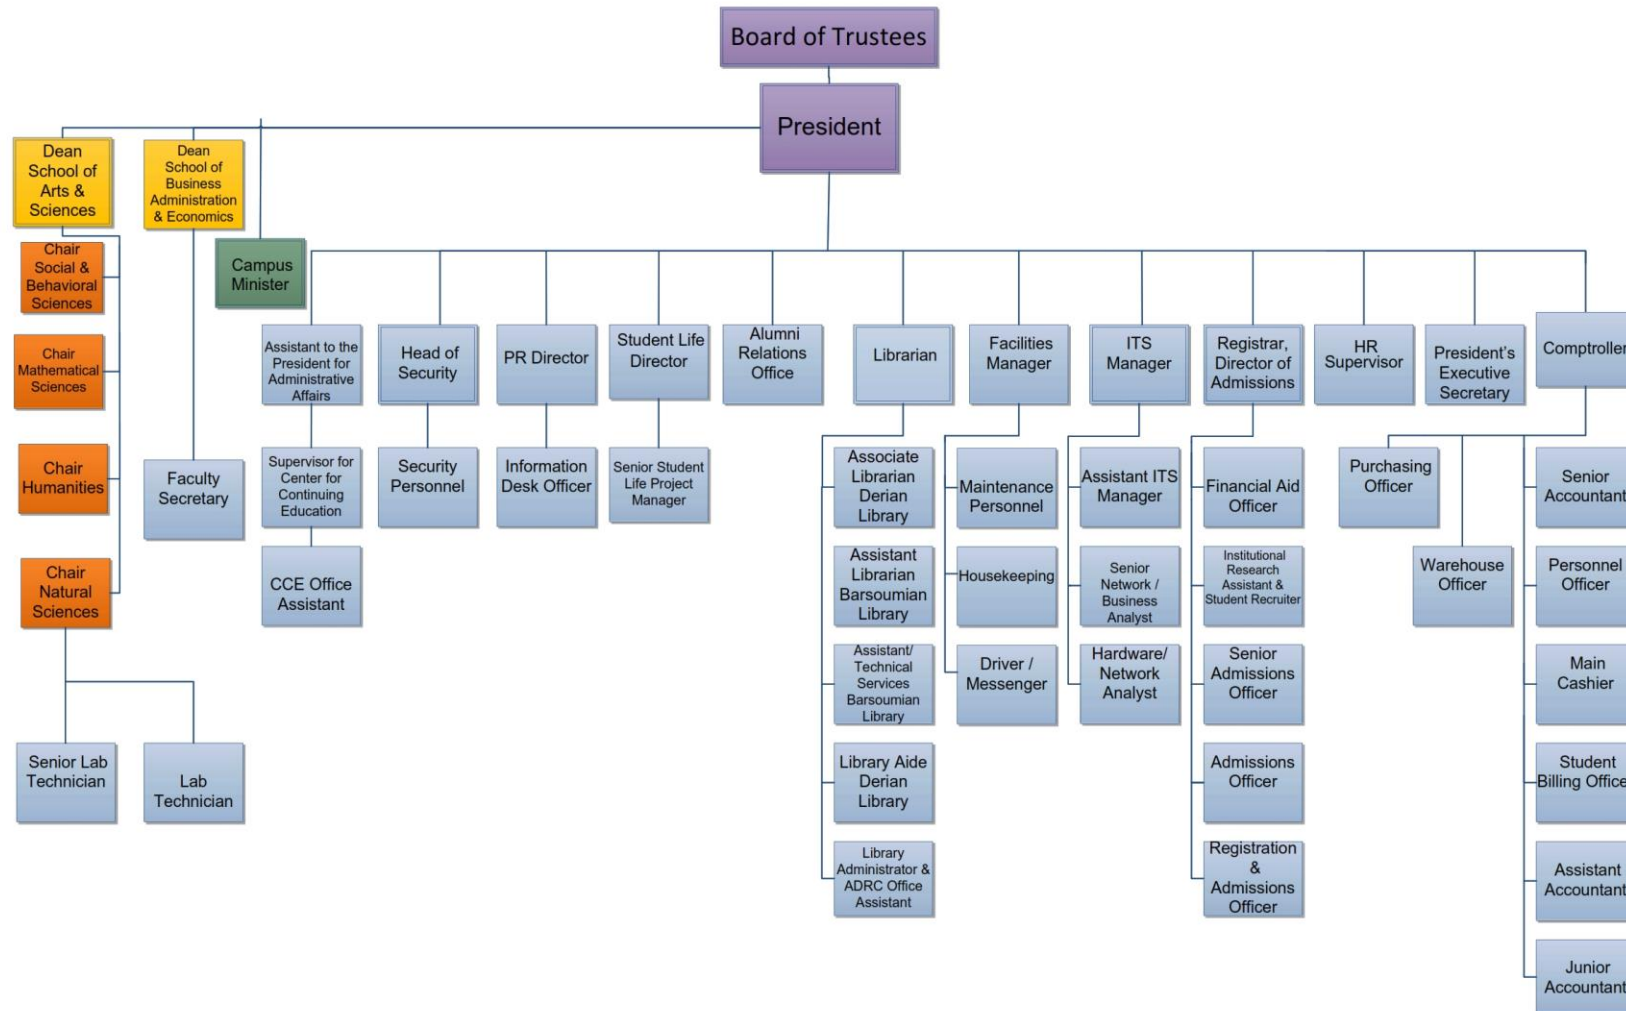 Board of Trustees
President
Dean
School of
Arts &
Sciences
Dean
School of
Business
Administration
& Economics
Chair
Social &
Behavioral
Sciences
Campus
Minister
Chair
Mathematical
Sciences
Chair
Humanities
Chair
Natural
Sciences
Senior Lab
Technician
Lab
Technician
Faculty
Secretary
Assistant to the
President for
Administrative
Affairs
Supervisor for
Center for
Continuing
Education
CCE Office
Assistant
Head of
Security
Security
Personnel
PR Director
Information
Desk Officer
Student Life
Director
Senior Student
Life Project
Manager
Alumni
Relations
Office
Librarian
Associate
Librarian
Derian
Library
Assistant
Librarian
Barsoumian
Library
Assistant/
Technical
Services
Barsoumian
Library
Library Aide
Derian
Library
Library
Administrator &
ADRC Office
Assistant
Facilities
Manager
Maintenance
Personnel
Housekeeping
Driver /
Messenger
ITS
Manager
Assistant ITS
Manager
Senior
Network /
Business
Analyst
Hardware/
Network
Analyst
Registrar,
Director of
Admissions
Financial Aid
Officer
Institutional
Research
Assistant &
Student Recruiter
Senior
Admissions
Officer
Admissions
Officer
Registration
&
Admissions
Officer
HR
Supervisor
President's
Executive
Secretary
Comptroller
Purchasing
Officer
Warehouse
Officer
Senior
Accountant
Personnel
Officer
Main
Cashier
Student
Billing Office
Assistant
Accountant
Junior
Accountant